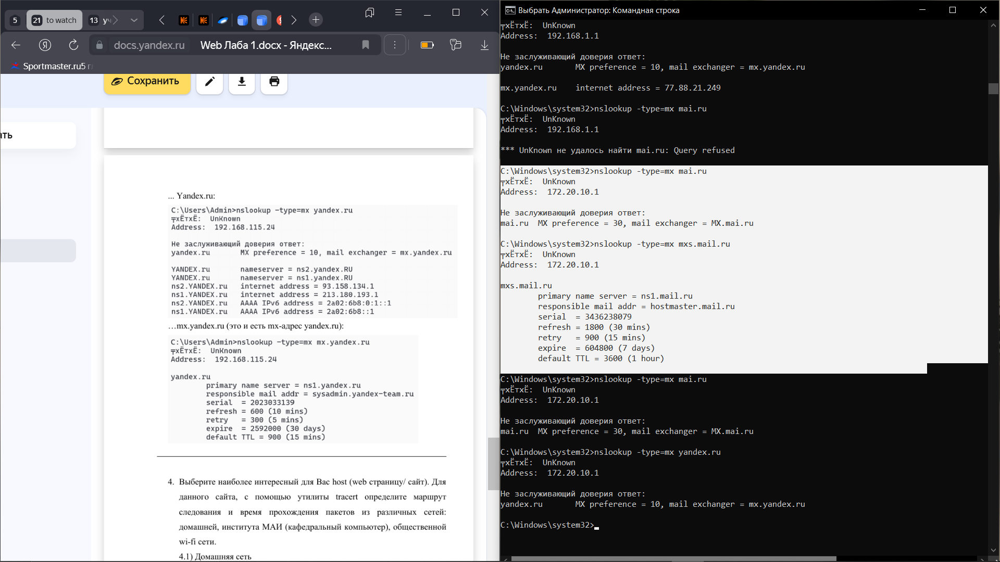 5
21 to watch
13 уч
docs.yandex.ru
Web Лаба 1.docx - Яндекс...
Sportmaster.ru5
Сохранить
ать
... Yandex.ru:
C:\Users\Admin>nslookup -type=mx yandex.ru
╤хЁтхЁ:  UnKnown
Address:  192.168.115.24
Не заслуживающий доверия ответ:
yandex.ru       MX preference = 10, mail exchanger = mx.yandex.ru
YANDEX.ru       nameserver = ns2.yandex.RU
YANDEX.ru       nameserver = ns1.yandex.RU
ns2.YANDEX.ru   internet address = 93.158.134.1
ns1.YANDEX.ru   internet address = 213.180.193.1
ns2.YANDEX.ru   AAAA IPv6 address = 2a02:6b8:0:1::1
ns1.YANDEX.ru   AAAA IPv6 address = 2a02:6b8::1
…mx.yandex.ru (это и есть mx-адрес yandex.ru):
C:\Users\Admin>nslookup -type=mx mx.yandex.ru
╤хЁтхЁ:  UnKnown
Address:  192.168.115.24
yandex.ru
primary name server = ns1.yandex.ru
responsible mail addr = sysadmin.yandex-team.ru
serial  = 2023033139
refresh = 600 (10 mins)
retry   = 300 (5 mins)
expire  = 2592000 (30 days)
default TTL = 900 (15 mins)
4. Выберите наиболее интересный для Вас host (web страницу/ сайт). Для
данного сайта, с помощью утилиты tracert определите маршрут
следования и время прохождения пакетов из различных сетей:
домашней, института МАИ (кафедральный компьютер), общественной
wi-fi сети.
4.1) Домашняя сеть
Выбрать Администратор: Командная строка
╤хЁтхЁ:  UnKnown
Address:  192.168.1.1
Не заслуживающий доверия ответ:
yandex.ru       MX preference = 10, mail exchanger = mx.yandex.ru
mx.yandex.ru    internet address = 77.88.21.249
C:\Windows\system32>nslookup -type=mx mai.ru
╤хЁтхЁ:  UnKnown
Address:  192.168.1.1
*** UnKnown не удалось найти mai.ru: Query refused
C:\Windows\system32>nslookup -type=mx mai.ru
╤хЁтхЁ:  UnKnown
Address:  172.20.10.1
Не заслуживающий доверия ответ:
mai.ru  MX preference = 30, mail exchanger = MX.mai.ru
C:\Windows\system32>nslookup -type=mx mxs.mail.ru
╤хЁтхЁ:  UnKnown
Address:  172.20.10.1
mxs.mail.ru
primary name server = ns1.mail.ru
responsible mail addr = hostmaster.mail.ru
serial  = 3436238079
refresh = 1800 (30 mins)
retry   = 900 (15 mins)
expire  = 604800 (7 days)
default TTL = 3600 (1 hour)
C:\Windows\system32>nslookup -type=mx mai.ru
╤хЁтхЁ:  UnKnown
Address:  172.20.10.1
Не заслуживающий доверия ответ:
mai.ru  MX preference = 30, mail exchanger = MX.mai.ru
C:\Windows\system32>nslookup -type=mx yandex.ru
╤хЁтхЁ:  UnKnown
Address:  172.20.10.1
Не заслуживающий доверия ответ:
yandex.ru       MX preference = 10, mail exchanger = mx.yandex.ru
C:\Windows\system32>